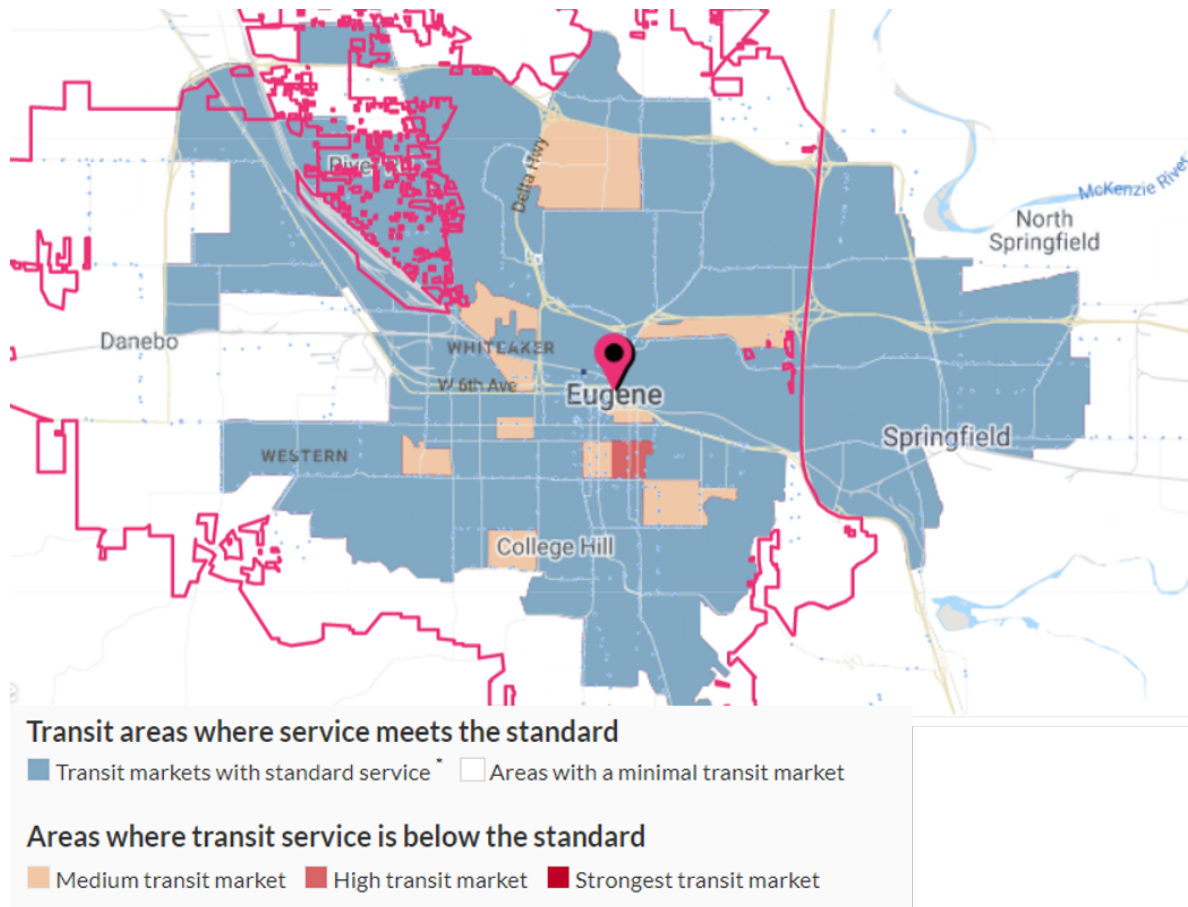 Rive
Delta Hwy
McKenzie River
North
Springfield
Danebo
WHITEAKER
W 6th Ave
Eugene
WESTERN
Springfield
College Hill
Transit areas where service meets the standard
Transit markets with standard service * Areas with a minimal transit market
Areas where transit service is below the standard
Medium transit market High transit market Strongest transit market